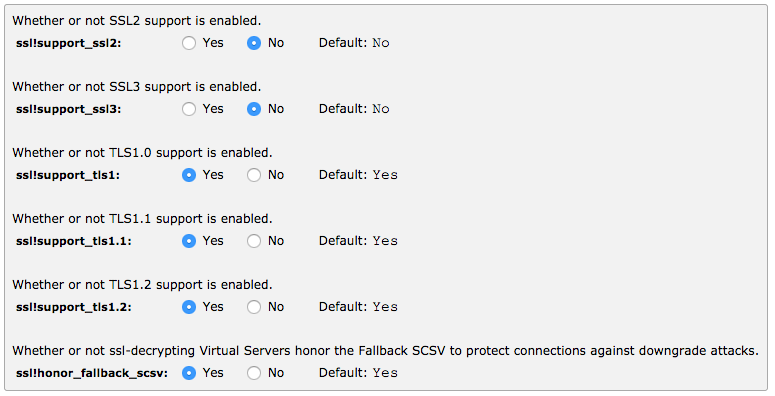 Whether or not SSL2 support is enabled.
ssl!support_ssl2: Yes No Default: No
Whether or not SSL3 support is enabled.
ssl!support_ssl3: Yes No Default: No
Whether or not TLS1.0 support is enabled.
ssl!support_tls1: Yes No Default: Yes
Whether or not TLS1.1 support is enabled.
ssl!support_tls1.1: Yes No Default: Yes
Whether or not TLS1.2 support is enabled.
ssl!support_tls1.2: Yes No Default: Yes
Whether or not ssl-decrypting Virtual Servers honor the Fallback SCSV to protect connections against downgrade attacks.
ssl!honor_fallback_scsv: Yes No Default: Yes